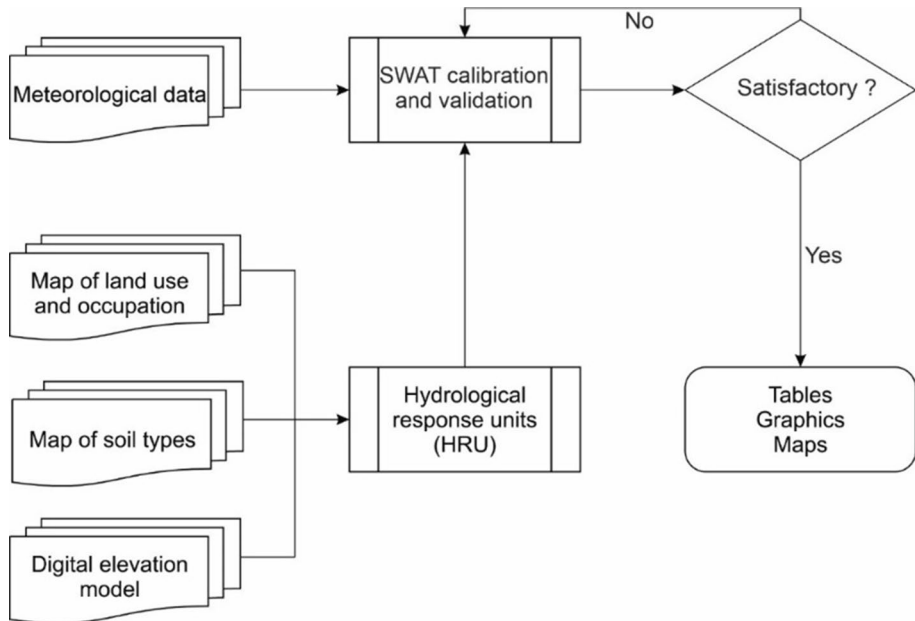 No
Meteorological data
SWAT calibration
and validation
Satisfactory ?
Yes
Map of land use
and occupation
Map of soil types
Hydrological
response units
(HRU)
Tables
Graphics
Maps
Digital elevation
model